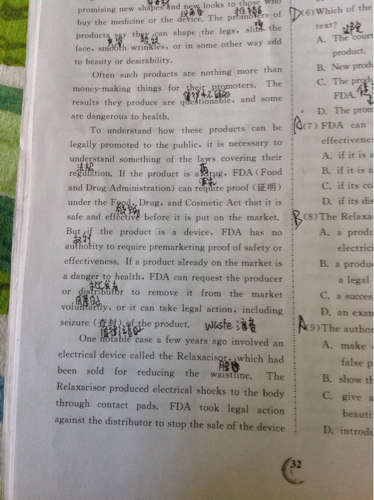 promising new shapes and new looks to those who
buy the medicine or the device. The promoters of
products say they can shape the legs, slim the
face, smooth wrinkles, or in some other way add
to beauty or desirability.
Often such products are nothing more than
money-making things for their promoters. The
results they produce are questionable, and some
are dangerous to health.
To understand how these products can be
legally promoted to the public, it is necessary to
understand something of the laws covering their
regulation. If the product is a drug, FDA (Food
and Drug Administration) can require proof (证明)
under the Food, Drug, and Cosmetic Act that it is
safe and effective before it is put on the market.
But if the product is a device, FDA has no
authority to require premarketing proof of safety or
effectiveness. If a product already on the market is
a danger to health, FDA can request the producer
or distributor to remove it from the market
voluntarily, or it can take legal action, including
seizure (查封) of the product. waste 浪费
One notable case a few years ago involved an
electrical device called the Relaxacisor, which had
been sold for reducing the waistline. The
Relaxacisor produced electrical shocks to the body
through contact pads. FDA took legal action
against the distributor to stop the sale of the device
D (6) Which of the
text?
A. The court
product.
B. New prod
C. The prod
FDA.
D. The pron
A (7) FDA can
effectivene
A. if it is a
B. if it is a
C. if its co
D. if its dis
B (8) The Relaxa
A. a produ
electric
B. a produ
a legal
C. a succes
D. an exan
A (9) The author
A. make
false p
B. show th
C. give a
beauti
D. introdu
32